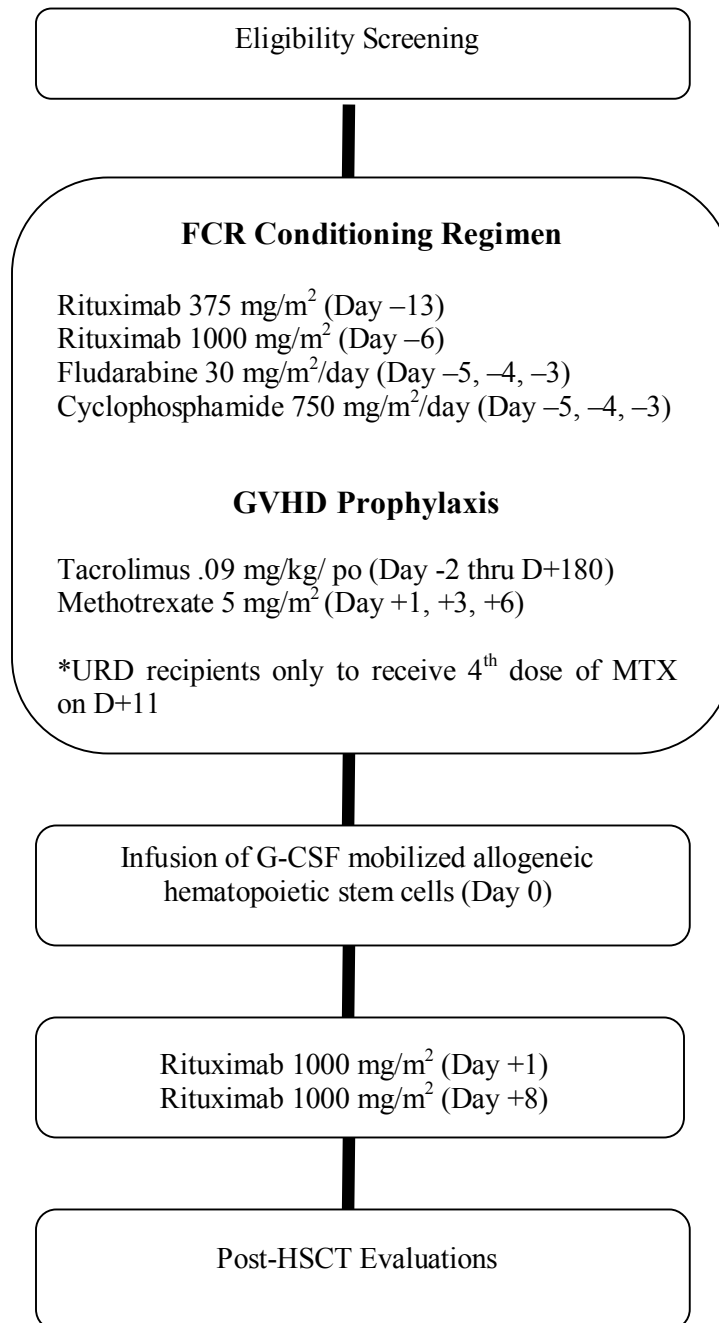 Eligibility Screening
FCR Conditioning Regimen
Rituximab 375 mg/m² (Day –13)
Rituximab 1000 mg/m² (Day –6)
Fludarabine 30 mg/m²/day (Day –5, –4, –3)
Cyclophosphamide 750 mg/m²/day (Day –5, –4, –3)
GVHD Prophylaxis
Tacrolimus .09 mg/kg/ po (Day -2 thru D+180)
Methotrexate 5 mg/m² (Day +1, +3, +6)
*URD recipients only to receive 4th dose of MTX
on D+11
Infusion of G-CSF mobilized allogeneic
hematopoietic stem cells (Day 0)
Rituximab 1000 mg/m² (Day +1)
Rituximab 1000 mg/m² (Day +8)
Post-HSCT Evaluations